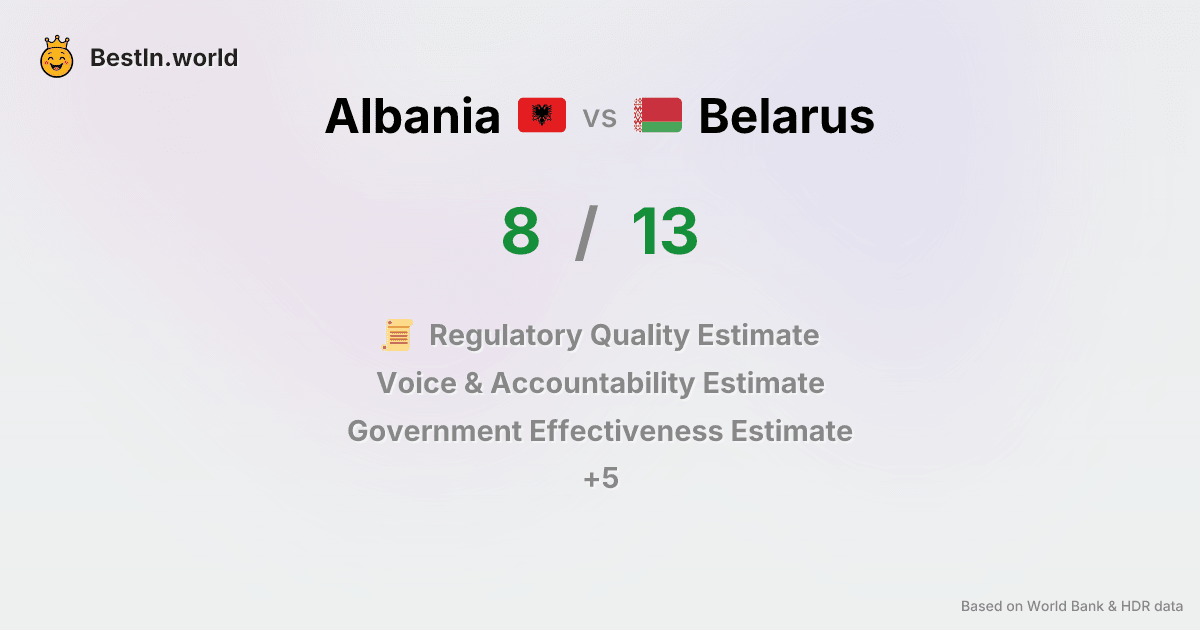 BestIn.world
Albania vs Belarus
8 / 13
Regulatory Quality Estimate
Voice & Accountability Estimate
Government Effectiveness Estimate
+5
Based on World Bank & HDR data